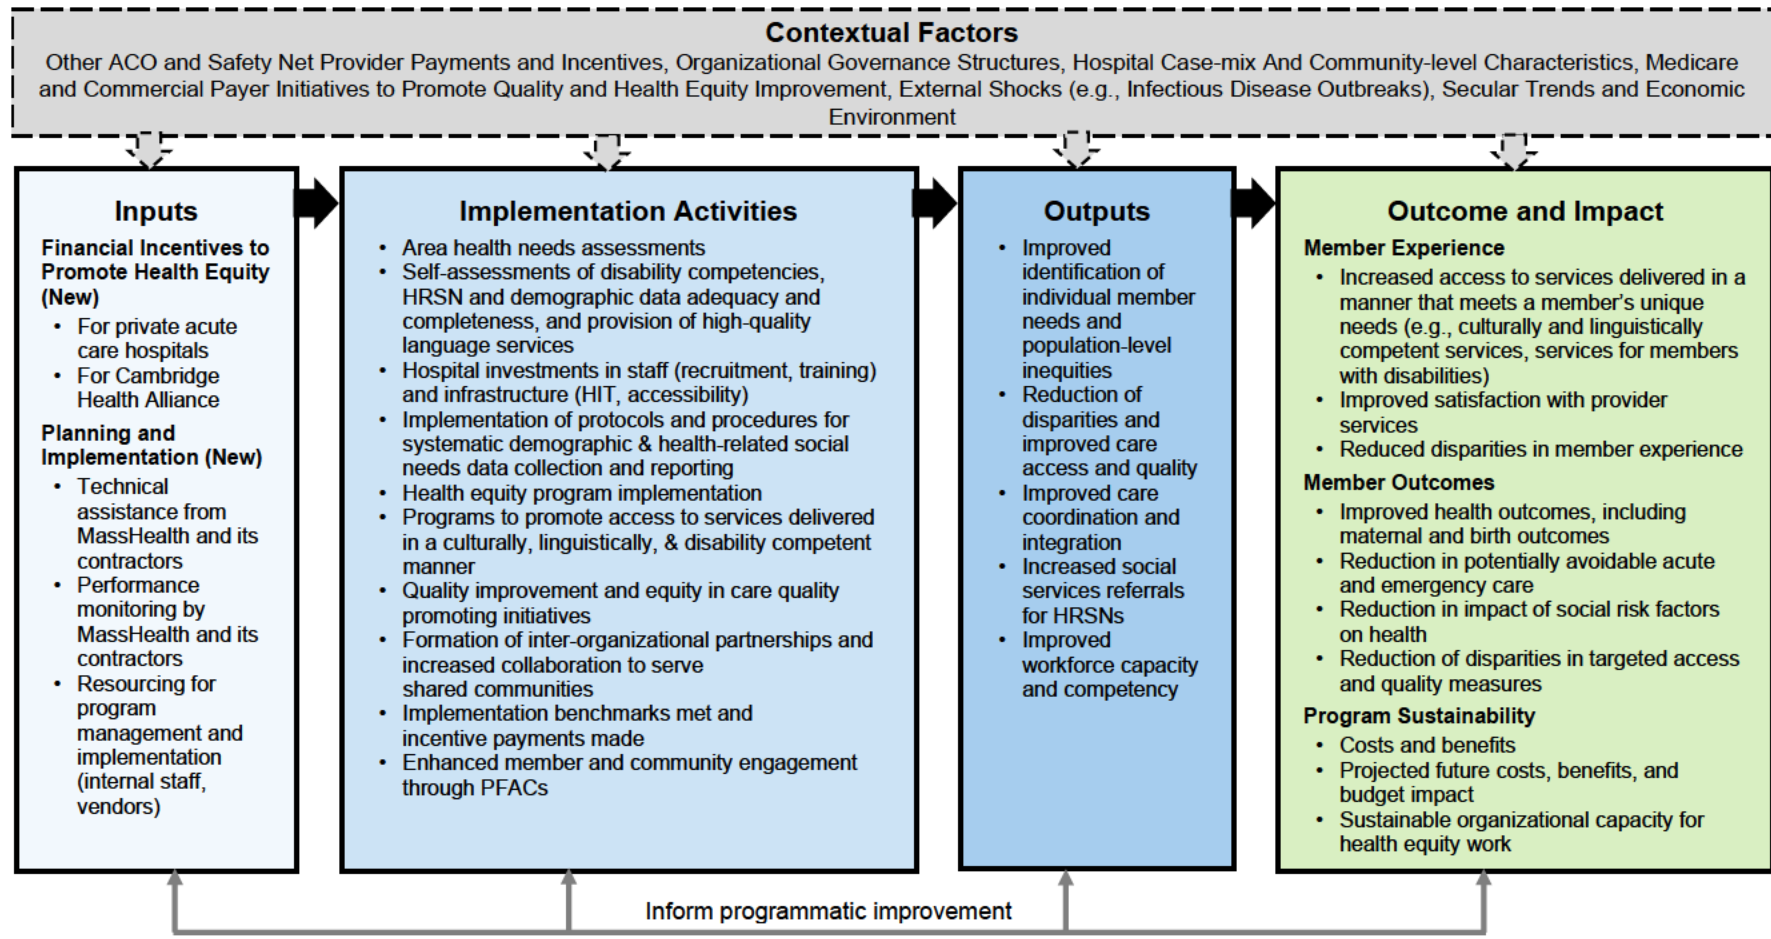 Contextual Factors
Other ACO and Safety Net Provider Payments and Incentives, Organizational Governance Structures, Hospital Case-mix And Community-level Characteristics, Medicare
and Commercial Payer Initiatives to Promote Quality and Health Equity Improvement, External Shocks (e.g., Infectious Disease Outbreaks), Secular Trends and Economic
Environment
Inputs
Financial Incentives to
Promote Health Equity
(New)
• For private acute
care hospitals
• For Cambridge
Health Alliance
Planning and
Implementation (New)
• Technical
assistance from
MassHealth and its
contractors
• Performance
monitoring by
MassHealth and its
contractors
• Resourcing for
program
management and
implementation
(internal staff,
vendors)
Implementation Activities
• Area health needs assessments
• Self-assessments of disability competencies,
HRSN and demographic data adequacy and
completeness, and provision of high-quality
language services
• Hospital investments in staff (recruitment, training)
and infrastructure (HIT, accessibility)
• Implementation of protocols and procedures for
systematic demographic & health-related social
needs data collection and reporting
• Health equity program implementation
• Programs to promote access to services delivered
in a culturally, linguistically, & disability competent
manner
• Quality improvement and equity in care quality
promoting initiatives
• Formation of inter-organizational partnerships and
increased collaboration to serve
shared communities
• Implementation benchmarks met and
incentive payments made
• Enhanced member and community engagement
through PFACs
Outputs
• Improved
identification of
individual member
needs and
population-level
inequities
• Reduction of
disparities and
improved care
access and quality
• Improved care
coordination and
integration
• Increased social
services referrals
for HRSNs
• Improved
workforce capacity
and competency
Outcome and Impact
Member Experience
• Increased access to services delivered in a
manner that meets a member's unique
needs (e.g., culturally and linguistically
competent services, services for members
with disabilities)
• Improved satisfaction with provider
services
• Reduced disparities in member experience
Member Outcomes
• Improved health outcomes, including
maternal and birth outcomes
• Reduction in potentially avoidable acute
and emergency care
• Reduction in impact of social risk factors
on health
• Reduction of disparities in targeted access
and quality measures
Program Sustainability
• Costs and benefits
• Projected future costs, benefits, and
budget impact
• Sustainable organizational capacity for
health equity work
Inform programmatic improvement